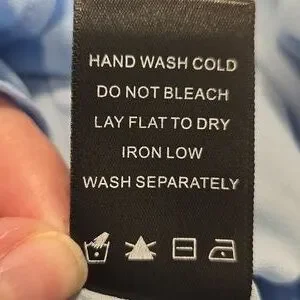 HAND WASH COLD
DO NOT BLEACH
LAY FLAT TO DRY
IRON LOW
WASH SEPARATELY